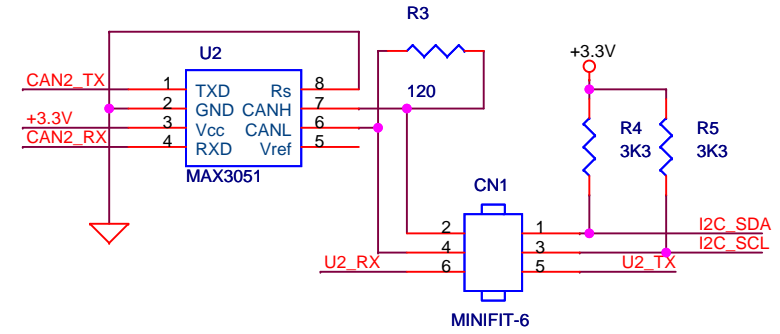 R3
U2
+3.3V
CAN2_TX 1 TXD Rs 8
2 GND CANH 7 120
+3.3V 3 Vcc CANL 6
CAN2_RX 4 RXD Vref 5
MAX3051
R4 R5
3K3 3K3
CN1
2 1 I2C_SDA
4 3 I2C_SCL
U2_RX 6 5 U2_TX
MINIFIT-6